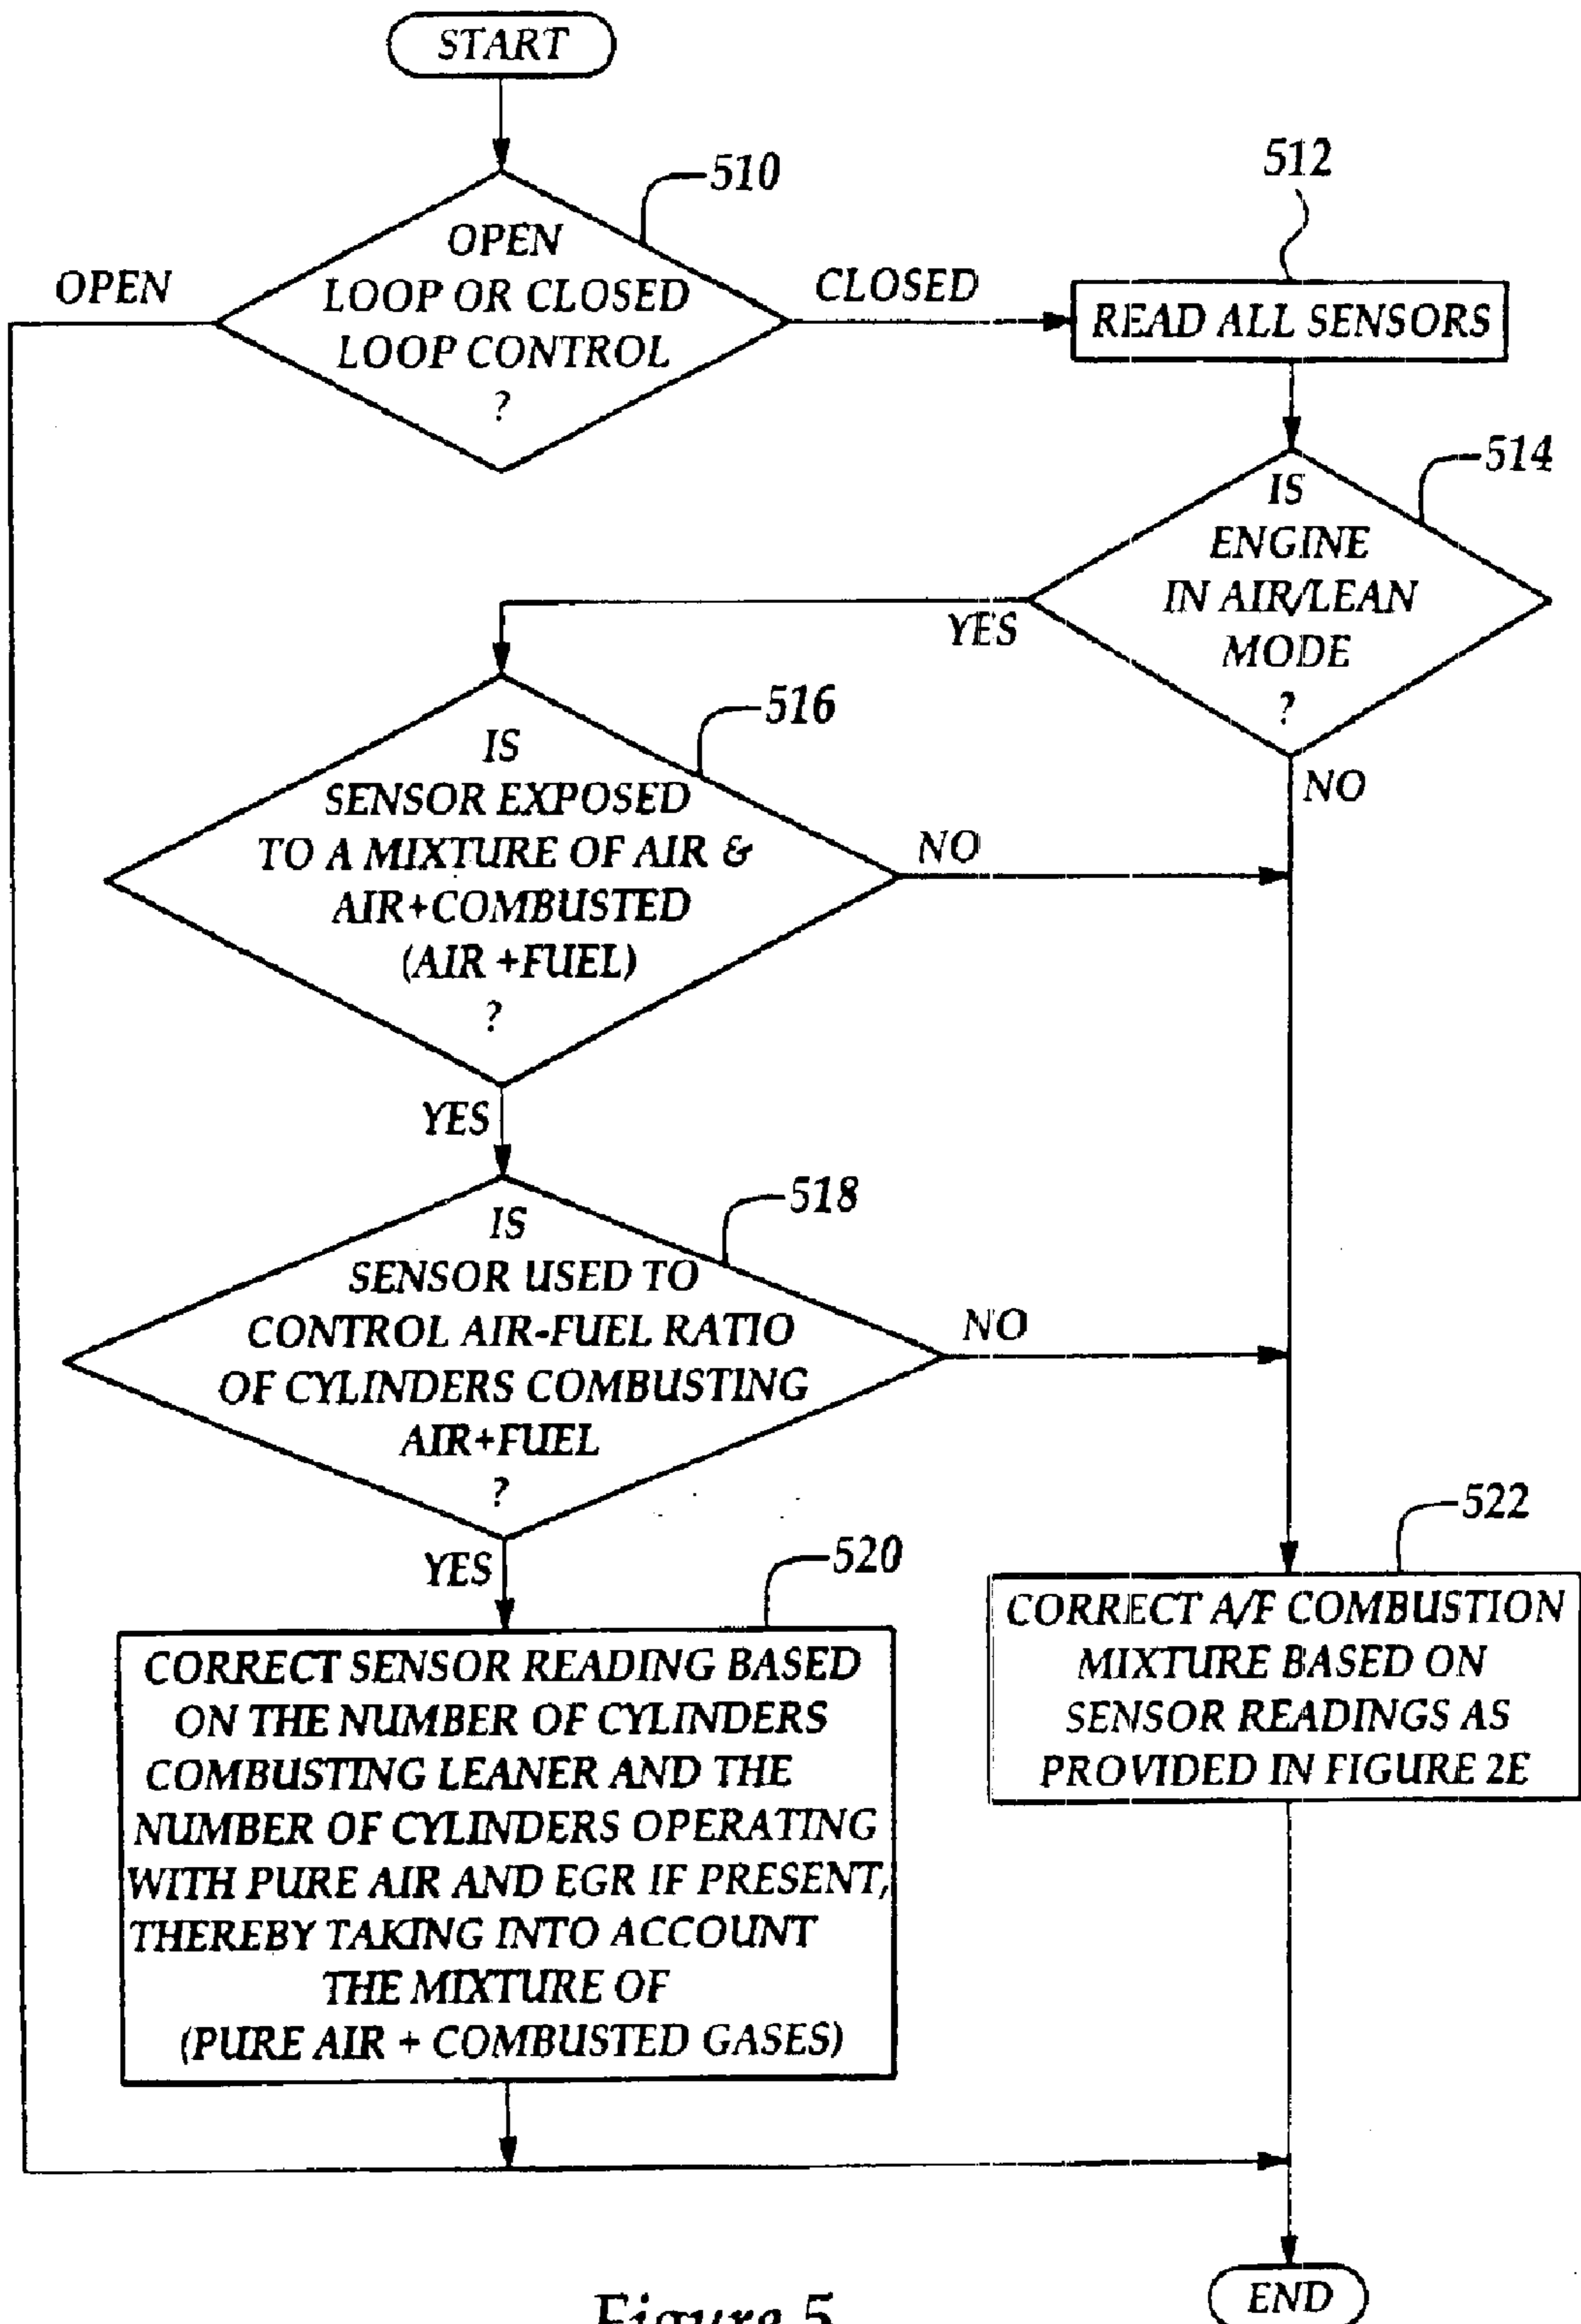 START
510
OPEN
LOOP OR CLOSED
LOOP CONTROL
?
OPEN
CLOSED
512
READ ALL SENSORS
514
IS
ENGINE
IN AIR/LEAN
MODE
?
YES
NO
516
IS
SENSOR EXPOSED
TO A MIXTURE OF AIR &
AIR+COMBUSTED
(AIR +FUEL)
?
NO
YES
518
IS
SENSOR USED TO
CONTROL AIR-FUEL RATIO
OF CYLINDERS COMBUSTING
AIR+FUEL
?
NO
YES
520
CORRECT SENSOR READING BASED
ON THE NUMBER OF CYLINDERS
COMBUSTING LEANER AND THE
NUMBER OF CYLINDERS OPERATING
WITH PURE AIR AND EGR IF PRESENT,
THEREBY TAKING INTO ACCOUNT
THE MIXTURE OF
(PURE AIR + COMBUSTED GASES)
522
CORRECT A/F COMBUSTION
MIXTURE BASED ON
SENSOR READINGS AS
PROVIDED IN FIGURE 2E
END
Figure 5